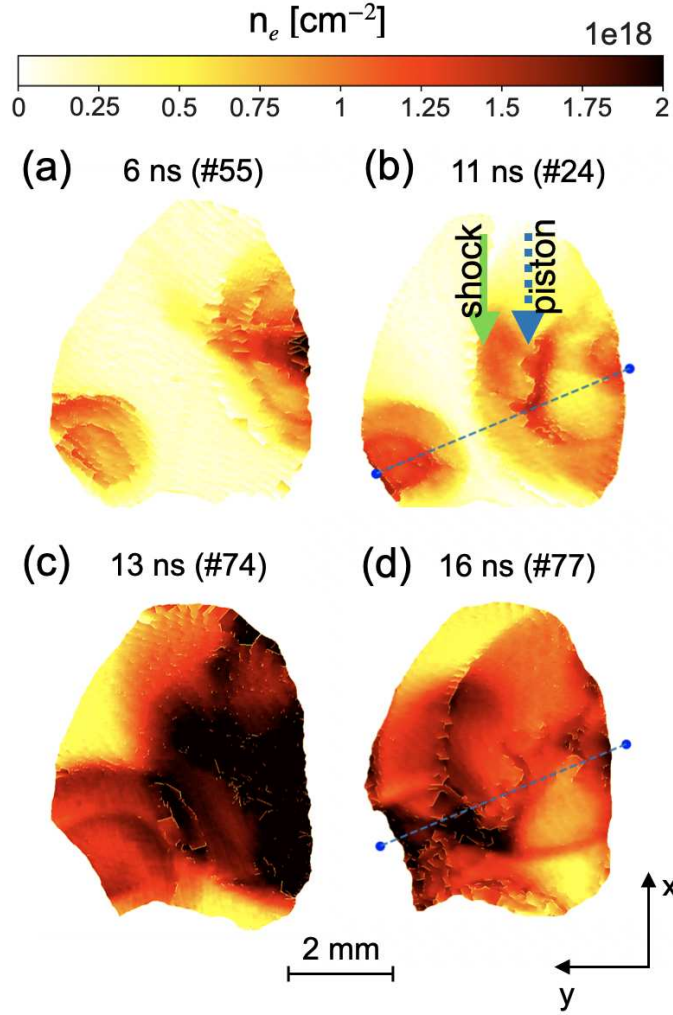 n_e [cm⁻²]
1e18
0 0.25 0.5 0.75 1 1.25 1.5 1.75 2
(a) 6 ns (#55)
(b) 11 ns (#24)
shock
piston
(c) 13 ns (#74)
(d) 16 ns (#77)
2 mm
x
y